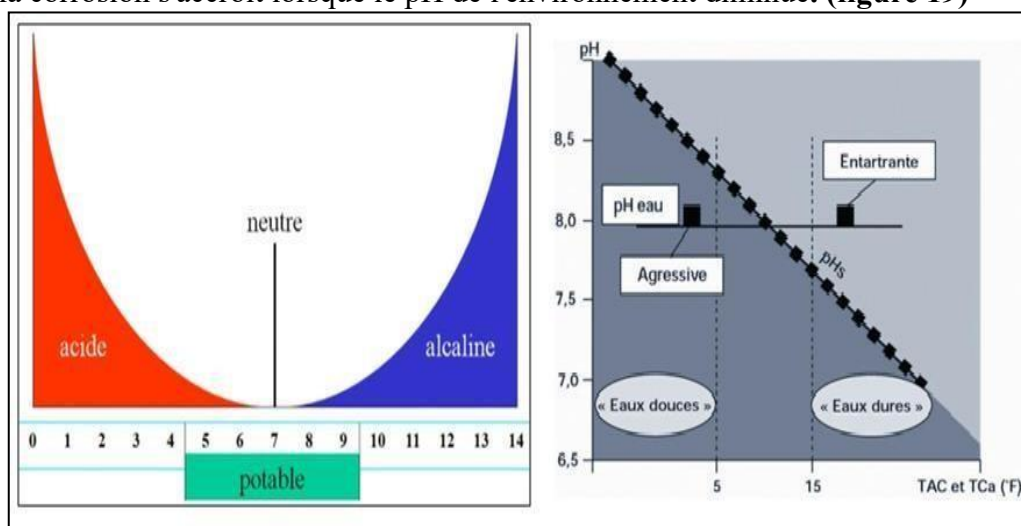 la corrosion s'accroît lorsque le pH de l'environnement diminue. (figure 19)
neutre
acide
alcaline
0 1 2 3 4 5 6 7 8 9 10 11 12 13 14
potable
pH
8,5
8,0
7,5
7,0
6,5
Entartrante
pH eau
Agressive
pHs
« Eaux douces »
« Eaux dures »
5
15
TAC et TCa (°F)